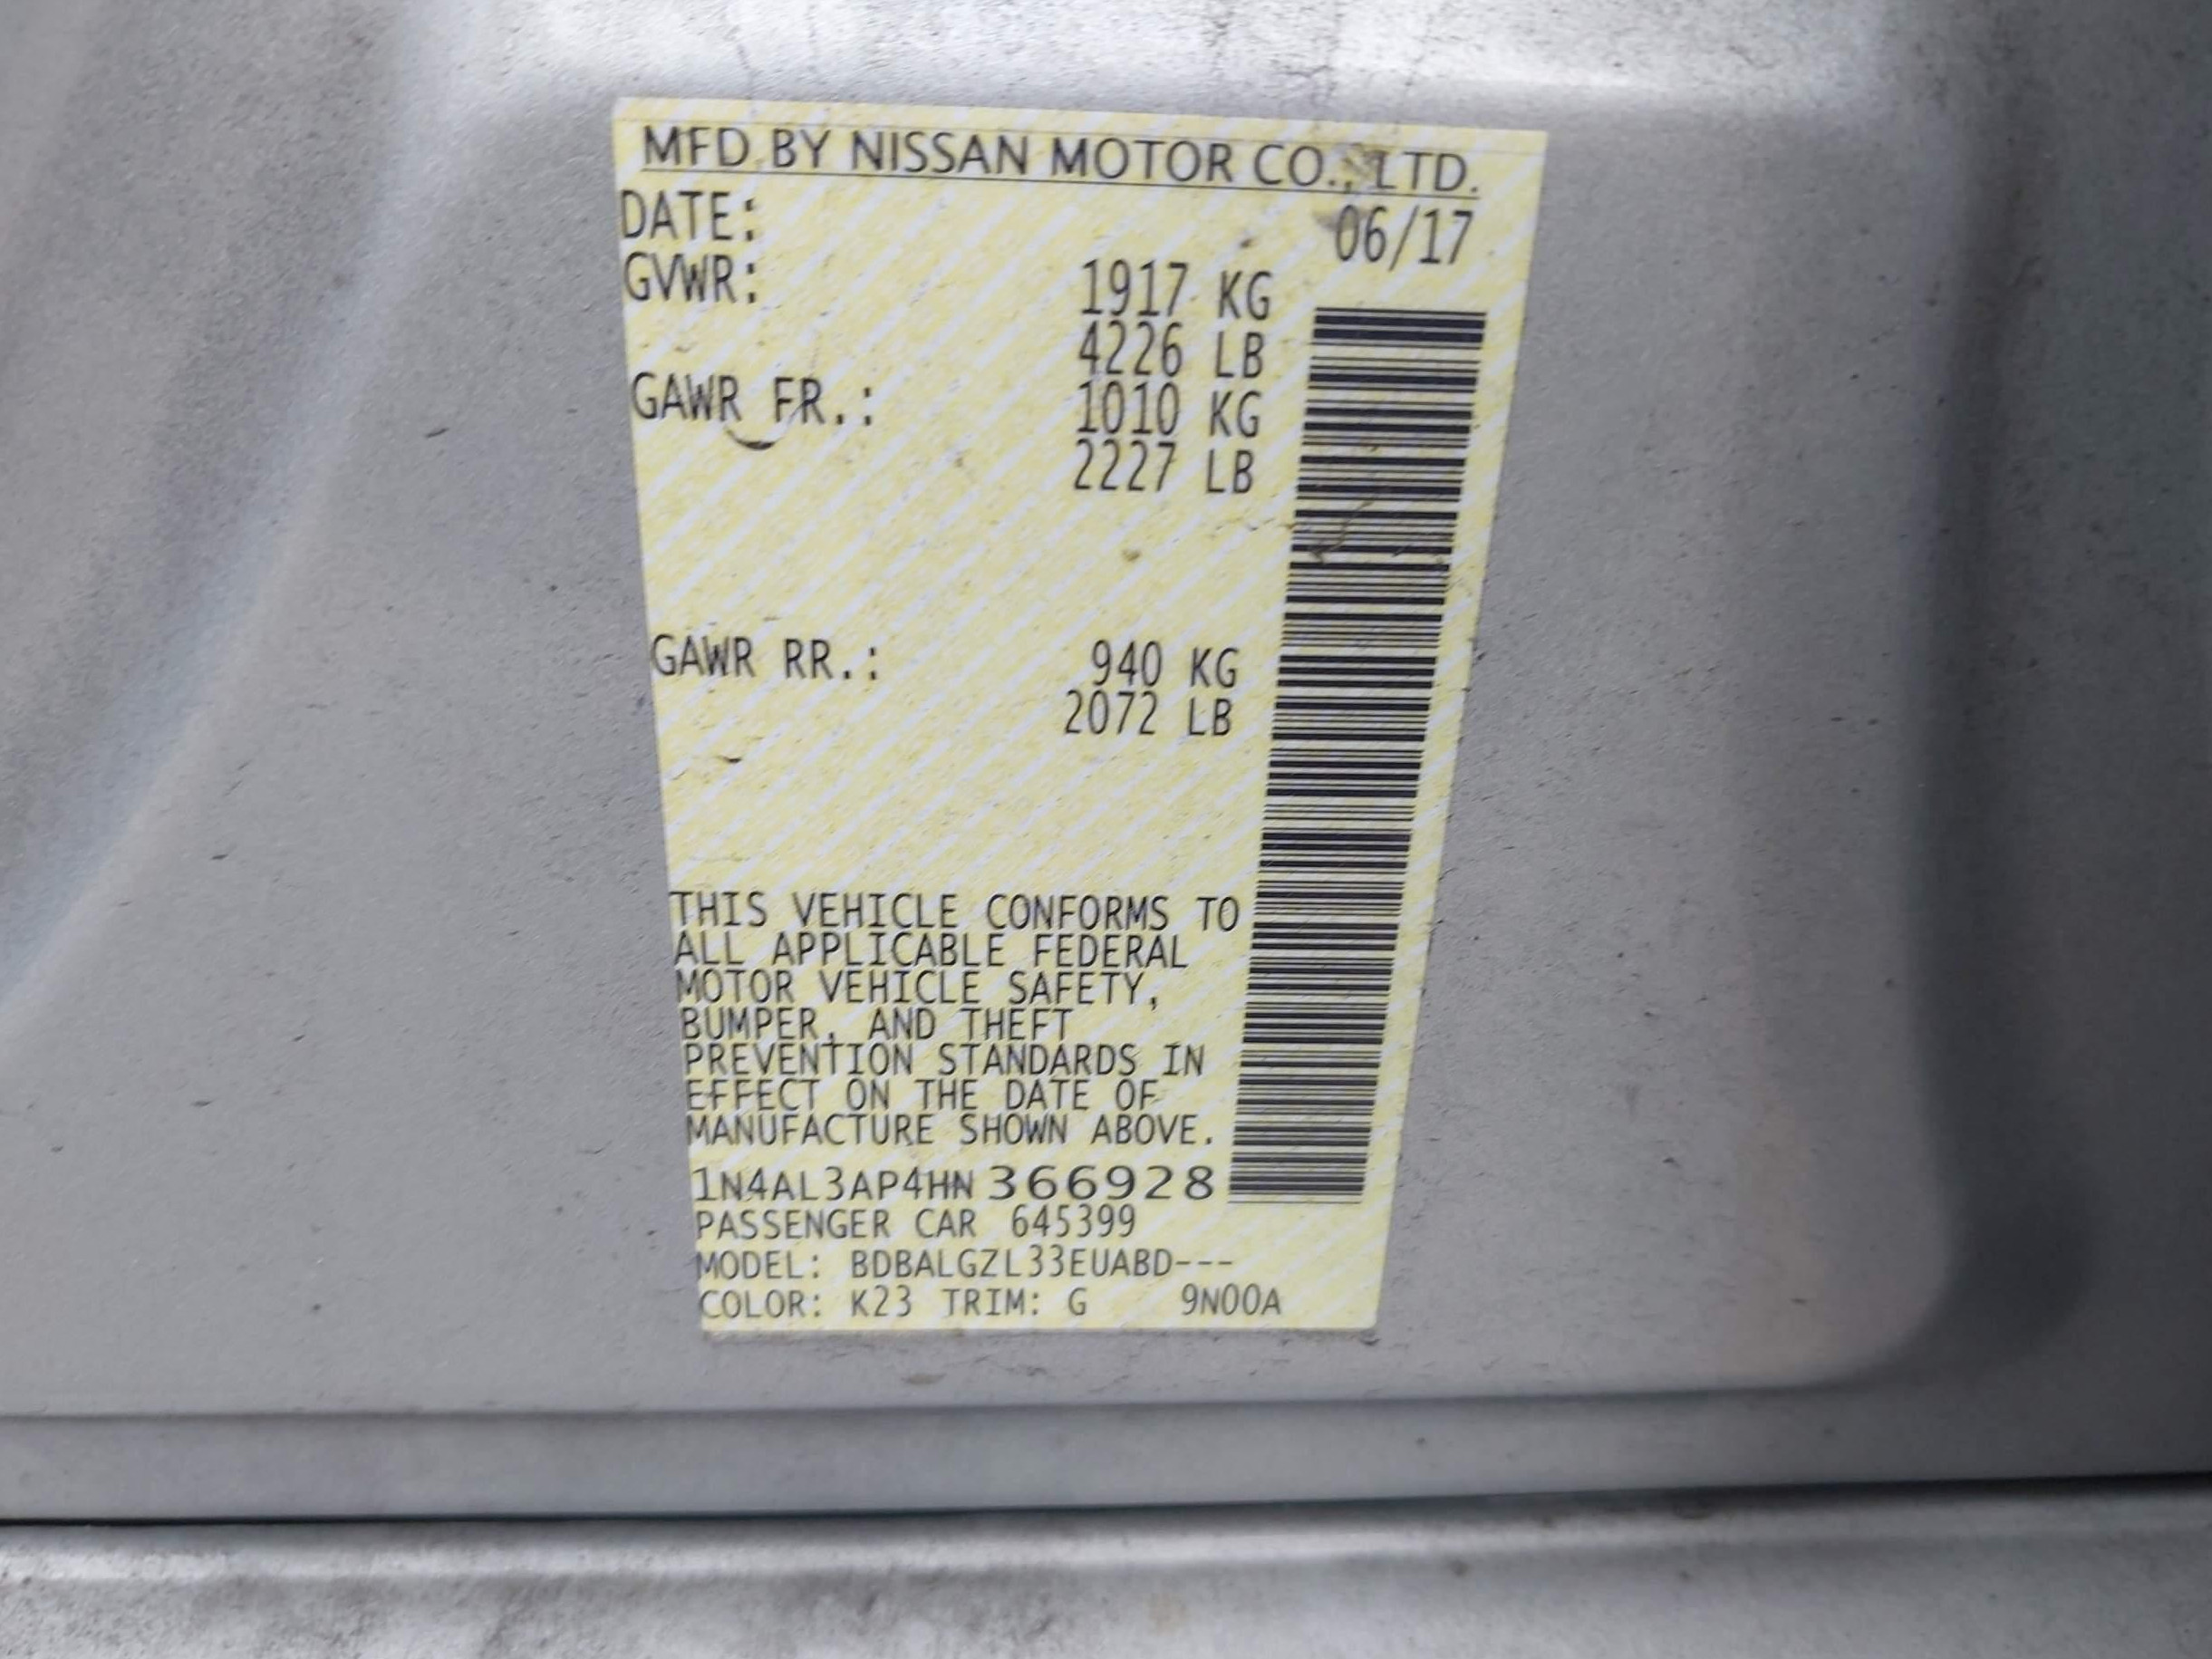 MFD BY NISSAN MOTOR CO., LTD.
DATE: 06/17
GVWR: 1917 KG
4226 LB
GAWR FR.: 1010 KG
2227 LB
GAWR RR.: 940 KG
2072 LB
THIS VEHICLE CONFORMS TO
ALL APPLICABLE FEDERAL
MOTOR VEHICLE SAFETY,
BUMPER, AND THEFT
PREVENTION STANDARDS IN
EFFECT ON THE DATE OF
MANUFACTURE SHOWN ABOVE.
1N4AL3AP4HN 366928
PASSENGER CAR 645399
MODEL: BDBALGZL33EUABD---
COLOR: K23 TRIM: G 9N00A